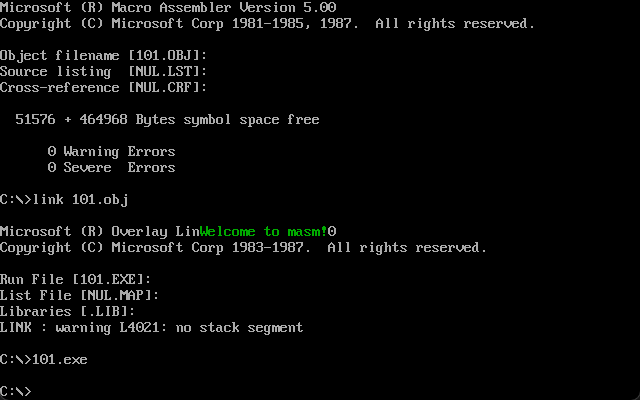 Microsoft (R) Macro Assembler Version 5.00
Copyright (C) Microsoft Corp 1981-1985, 1987.  All rights reserved.
Object filename [101.OBJ]:
Source listing  [NUL.LST]:
Cross-reference [NUL.CRF]:
51576 + 464968 Bytes symbol space free
0 Warning Errors
0 Severe  Errors
C:\>link 101.obj
Microsoft (R) Overlay LinWelcome to masm!0
Copyright (C) Microsoft Corp 1983-1987.  All rights reserved.
Run File [101.EXE]:
List File [NUL.MAP]:
Libraries [.LIB]:
LINK : warning L4021: no stack segment
C:\>101.exe
C:\>